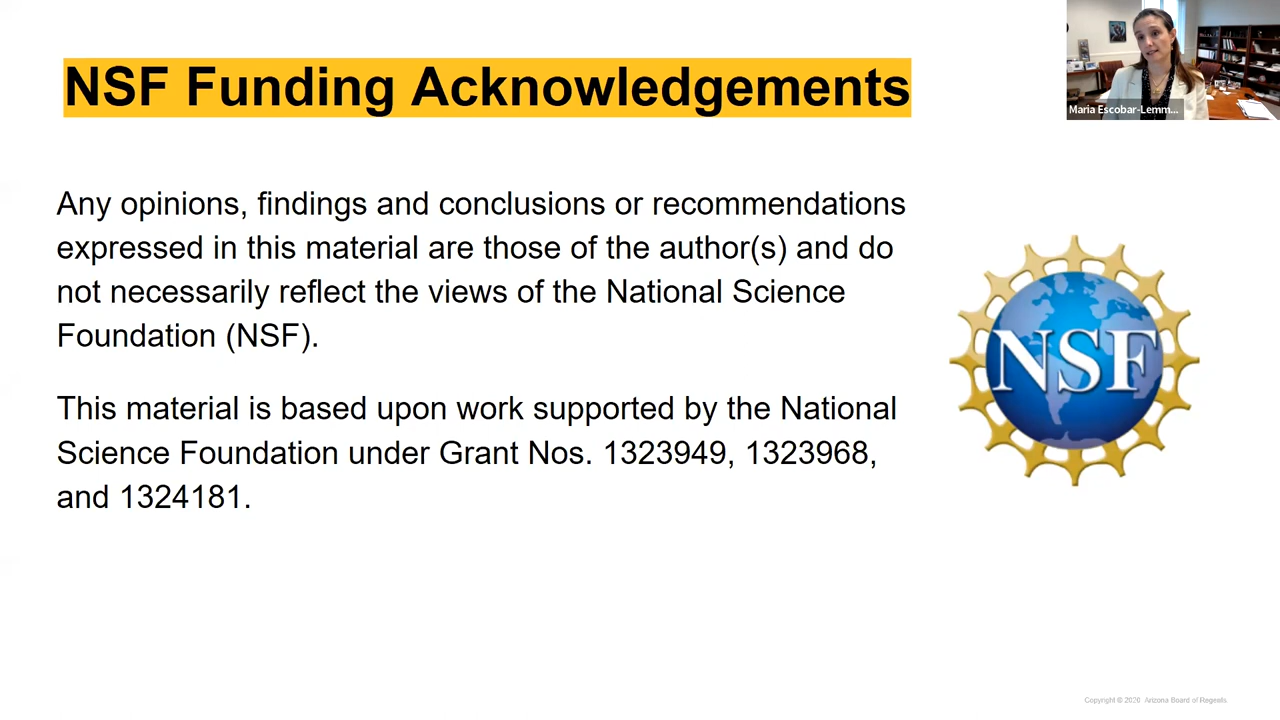 NSF Funding Acknowledgements
Maria Escobar-Lemm...
Any opinions, findings and conclusions or recommendations
expressed in this material are those of the author(s) and do
not necessarily reflect the views of the National Science
Foundation (NSF).
NSF
This material is based upon work supported by the National
Science Foundation under Grant Nos. 1323949, 1323968,
and 1324181.
Copyright © 2020 Arizona Board of Regents